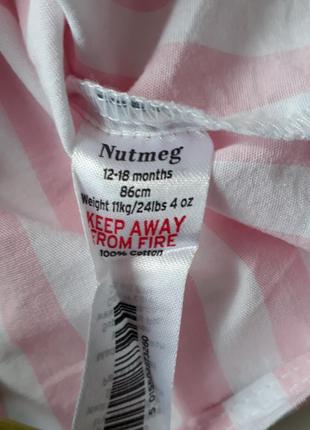 Nutmeg
12-18 months
86cm
Weight 11kg/24lbs 4 oz
KEEP AWAY
FROM FIRE
100% Cotton